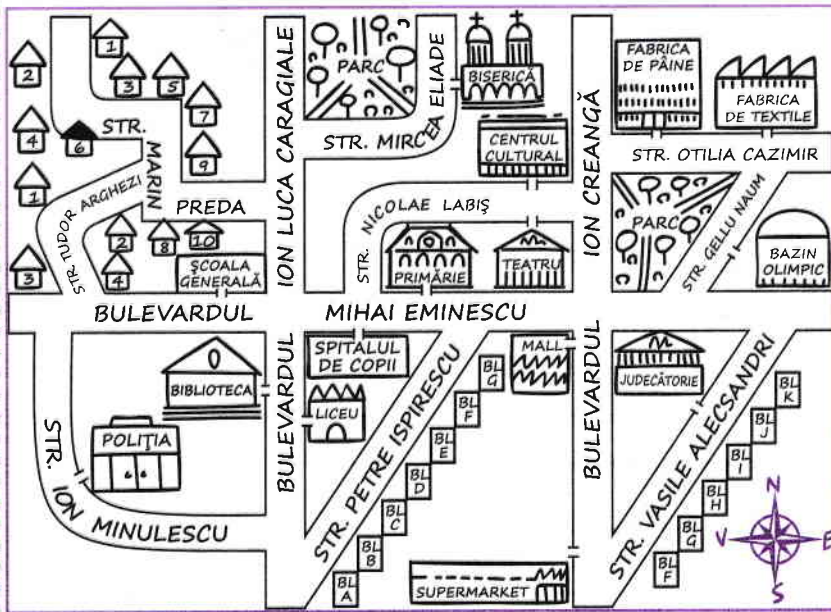 1
2
3
5
7
4
6
9
STR.
MARIN
PREDA
1
STR. TUDOR ARGHEZI
2
8
10
3
4
ȘCOALA
GENERALĂ
BULEVARDUL
ION LUCA CARAGIALE
PARC
STR. MIRCEA ELIADE
BISERICĂ
CENTRUL
CULTURAL
STR. NICOLAE LABIȘ
PRIMĂRIE
TEATRU
BULEVARDUL
ION CREANGĂ
FABRICA
DE PÂINE
FABRICA
DE TEXTILE
STR. OTILIA CAZIMIR
PARC
STR. GELLU NAUM
BAZIN
OLIMPIC
BULEVARDUL MIHAI EMINESCU
BIBLIOTECA
POLIȚIA
STR. ION MINULESCU
SPITALUL
DE COPII
LICEU
STR. PETRE ISPIRESCU
BL
G
BL
F
BL
E
BL
D
BL
C
BL
B
BL
A
MALL
SUPERMARKET
JUDECĂTORIE
STR. VASILE ALECSANDRI
BL
K
BL
J
BL
I
BL
H
BL
G
BL
F
N
V
E
S